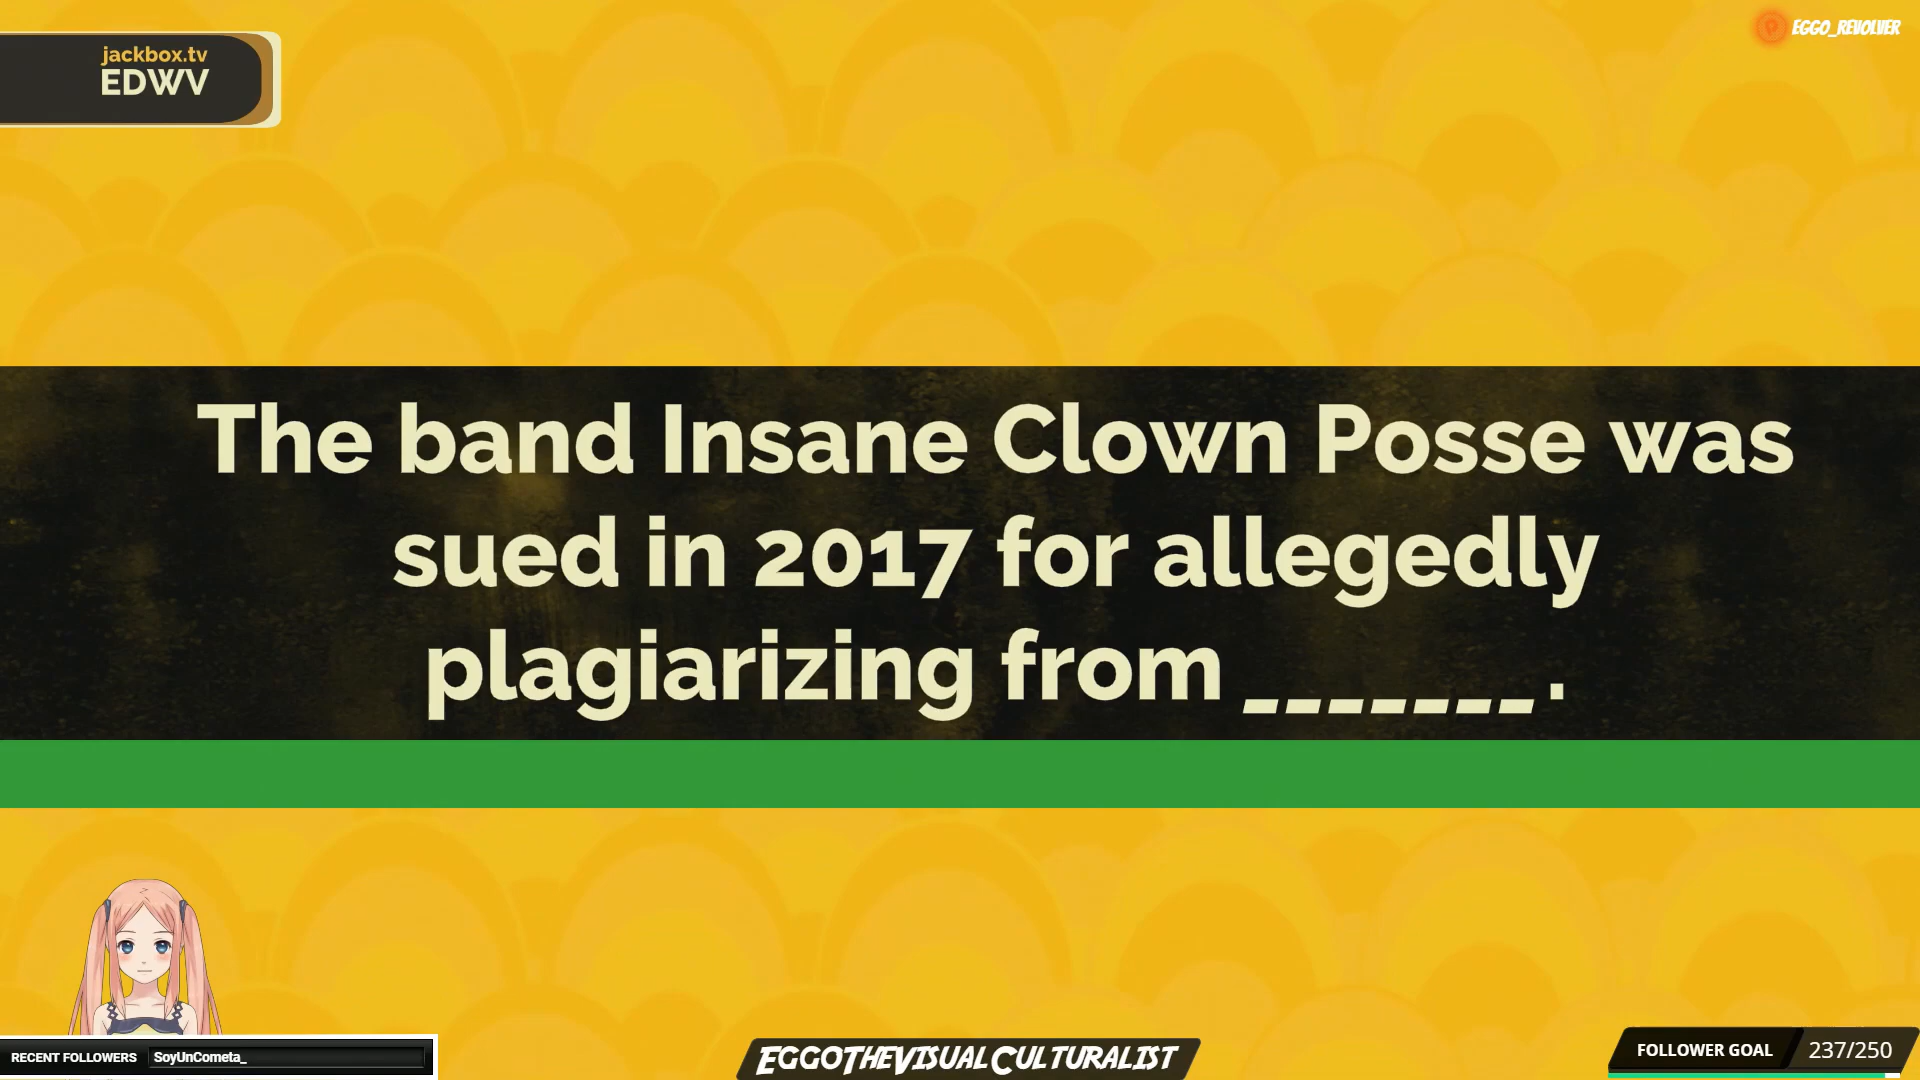 jackbox.tv
EDWV
EGGO_REVOLVER
The band Insane Clown Posse was
sued in 2017 for allegedly
plagiarizing from _______.
RECENT FOLLOWERS SoyUnCometa_
EGGOTHEVISUALCULTURALIST
FOLLOWER GOAL 237/250